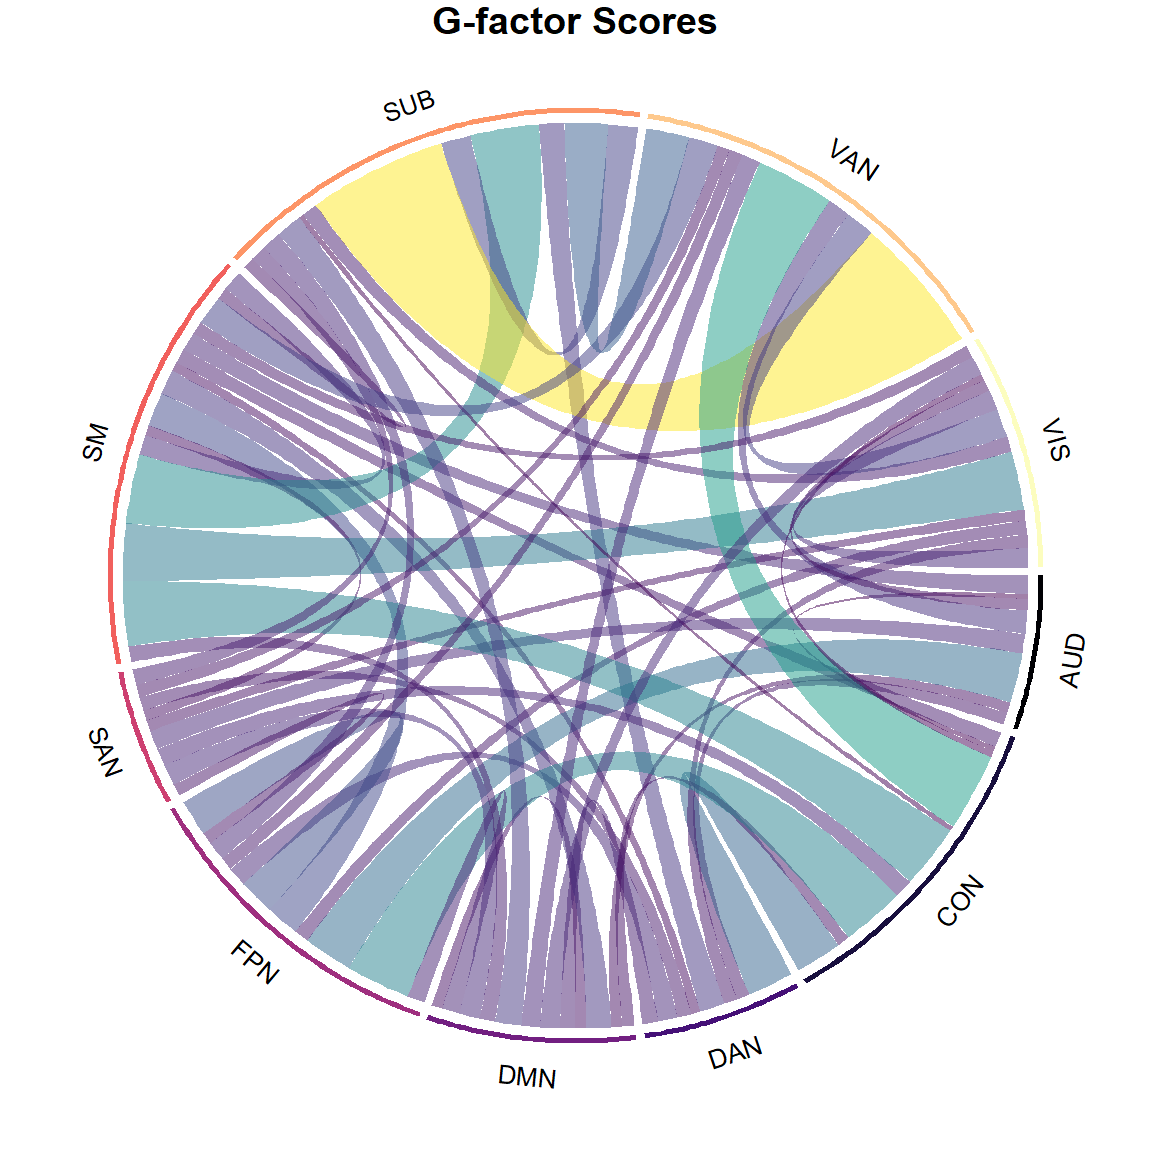 G-factor Scores
SUB
VAN
SM
VIS
AUD
SAN
CON
FPN
DAN
DMN